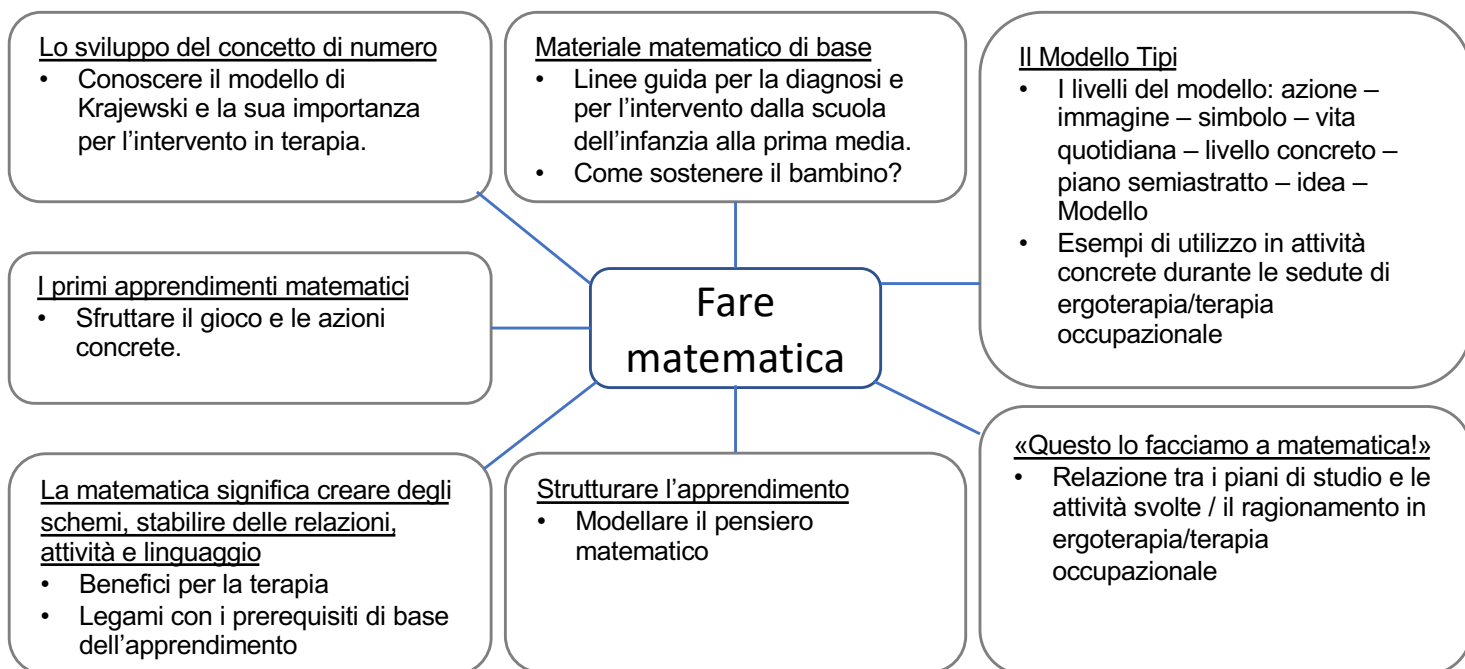 Lo sviluppo del concetto di numero
• Conoscere il modello di
Krajewski e la sua importanza
per l’intervento in terapia.
Materiale matematico di base
• Linee guida per la diagnosi e
per l’intervento dalla scuola
dell’infanzia alla prima media.
• Come sostenere il bambino?
Il Modello Tipi
• I livelli del modello: azione –
immagine – simbolo – vita
quotidiana – livello concreto –
piano semiastratto – idea –
Modello
• Esempi di utilizzo in attività
concrete durante le sedute di
ergoterapia/terapia
occupazionale
I primi apprendimenti matematici
• Sfruttare il gioco e le azioni
concrete.
Fare
matematica
La matematica significa creare degli
schemi, stabilire delle relazioni,
attività e linguaggio
• Benefici per la terapia
• Legami con i prerequisiti di base
dell’apprendimento
Strutturare l’apprendimento
• Modellare il pensiero
matematico
«Questo lo facciamo a matematica!»
• Relazione tra i piani di studio e le
attività svolte / il ragionamento in
ergoterapia/terapia
occupazionale